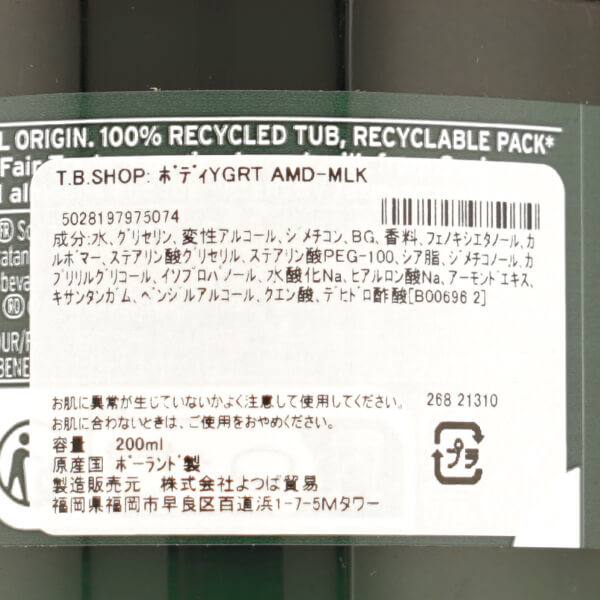 L ORIGIN. 100% RECYCLED TUB, RECYCLABLE PACK*
Fair
T.B.SHOP: ボディYGRT AMD-MLK
l al
5028197975074
成分:水、グリセリン、変性アルコール、ジメチコン、BG、香料、フェノキシエタノール、カ
ルボマー、ステアリン酸グリセリル、ステアリン酸PEG-100、シア脂、ジメチコノール、カ
プリリルグリコール、イソプロパノール、水酸化Na、ヒアルロン酸Na、アーモンドエキス、
キサンタンガム、ベンジルアルコール、クエン酸、デヒドロ酢酸[B00696 2]
OUR/
BENE
お肌に異常が生じていないかよく注意して使用してください。 268 21310
お肌に合わないときは、ご使用をおやめください。
容量 200ml
プラ
原産国 ポーランド製
製造販売元 株式会社よつば貿易
福岡県福岡市早良区百道浜1-7-5Mタワー